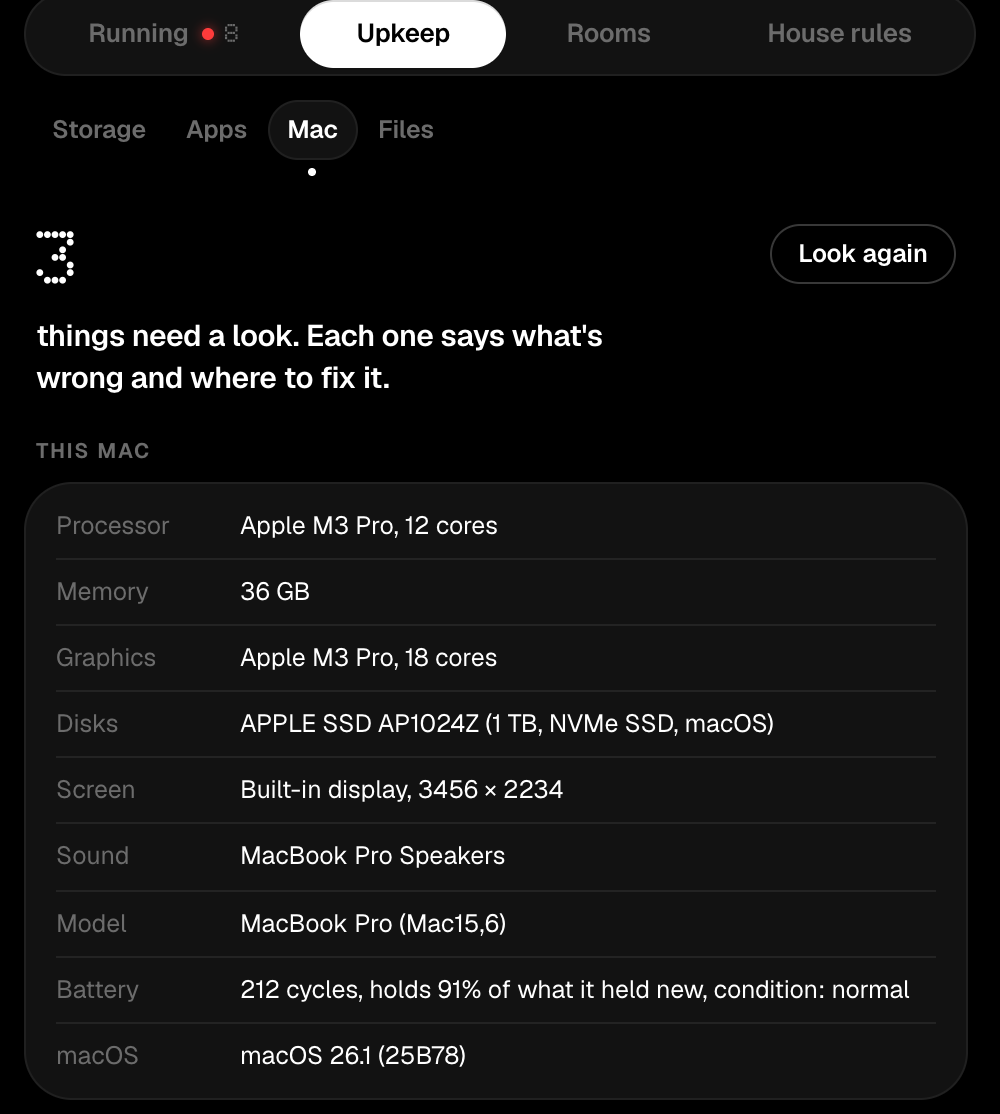 Running 8 Upkeep Rooms House rules
Storage Apps Mac Files
3
Look again
things need a look. Each one says what's
wrong and where to fix it.
THIS MAC
Processor Apple M3 Pro, 12 cores
Memory 36 GB
Graphics Apple M3 Pro, 18 cores
Disks APPLE SSD AP1024Z (1 TB, NVMe SSD, macOS)
Screen Built-in display, 3456 × 2234
Sound MacBook Pro Speakers
Model MacBook Pro (Mac15,6)
Battery 212 cycles, holds 91% of what it held new, condition: normal
macOS macOS 26.1 (25B78)